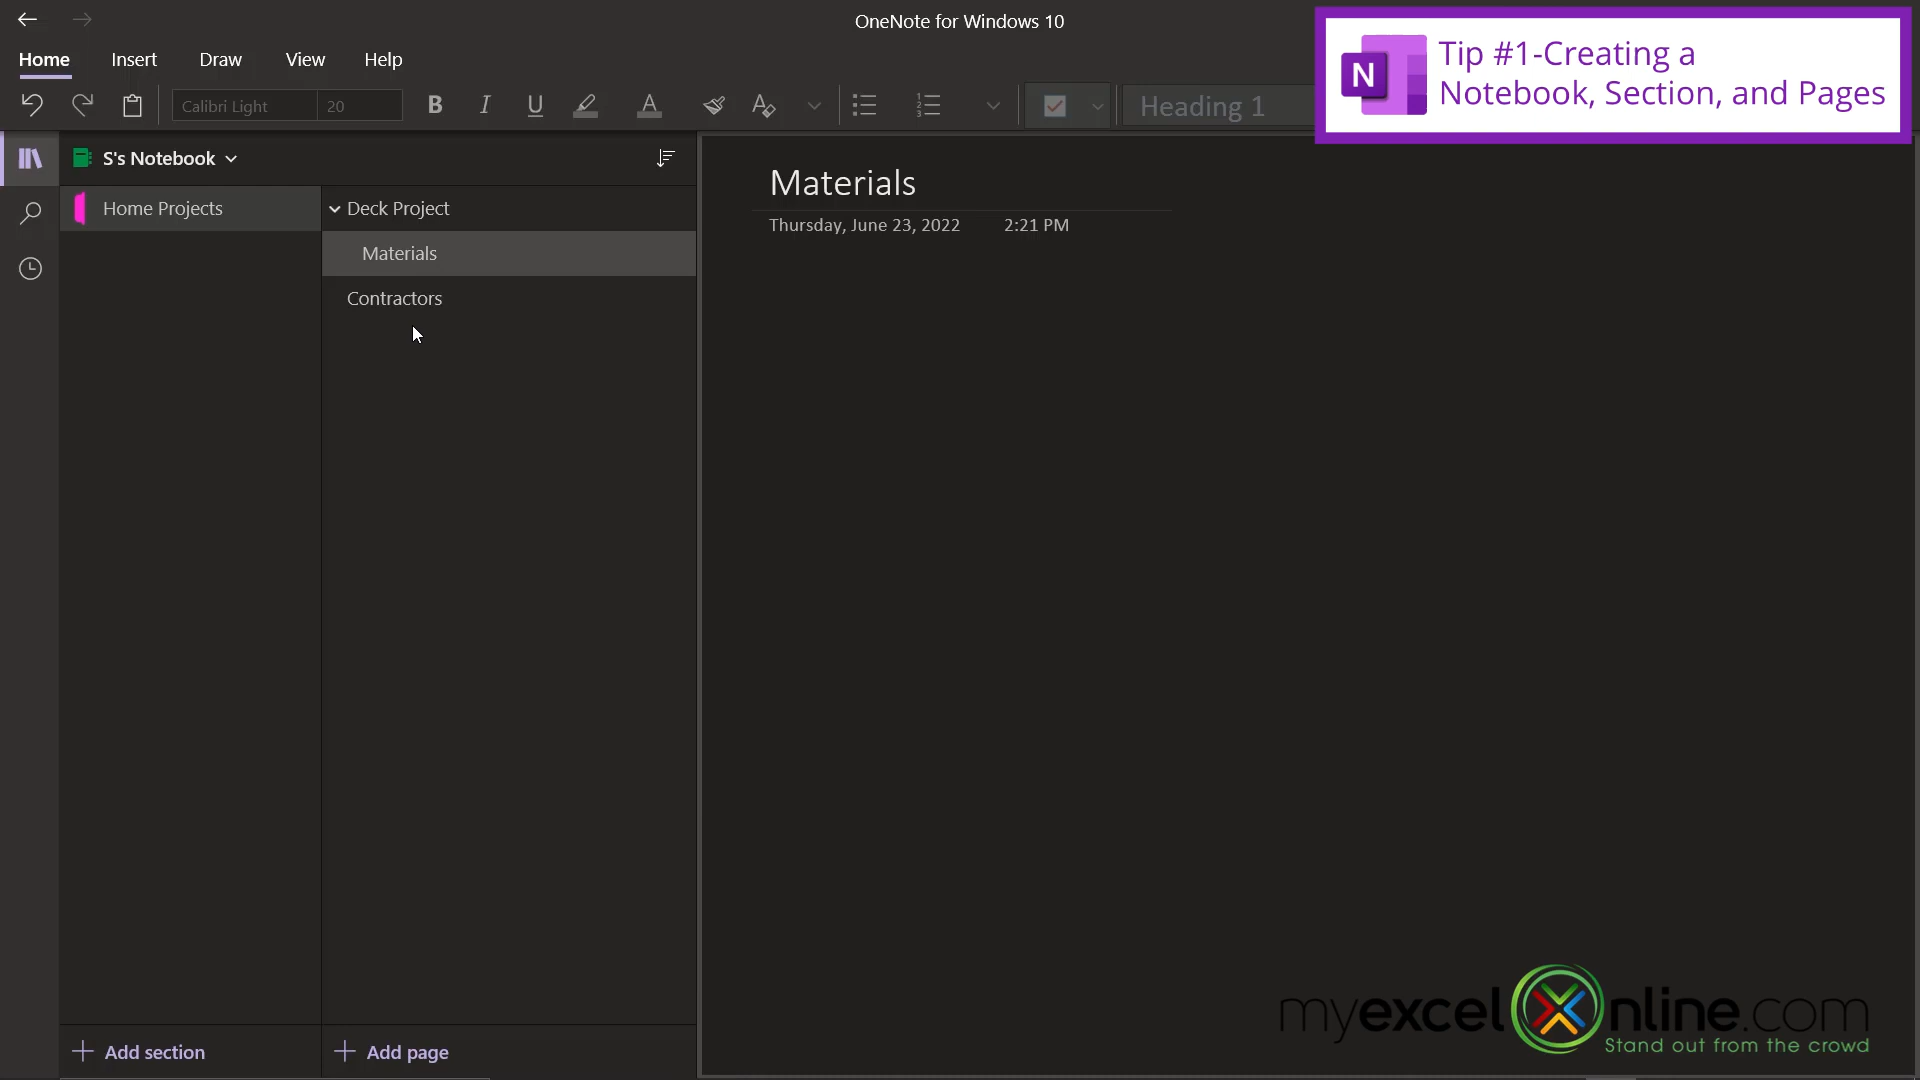 OneNote for Windows 10
Tip #1-Creating a
Notebook, Section, and Pages
N
Home Insert Draw View Help
Calibri Light 20 B I U A A Heading 1
S's Notebook
Home Projects
Deck Project
Materials
Contractors
Materials
Thursday, June 23, 2022 2:21 PM
Add section
Add page
myexcelonline.com
Stand out from the crowd